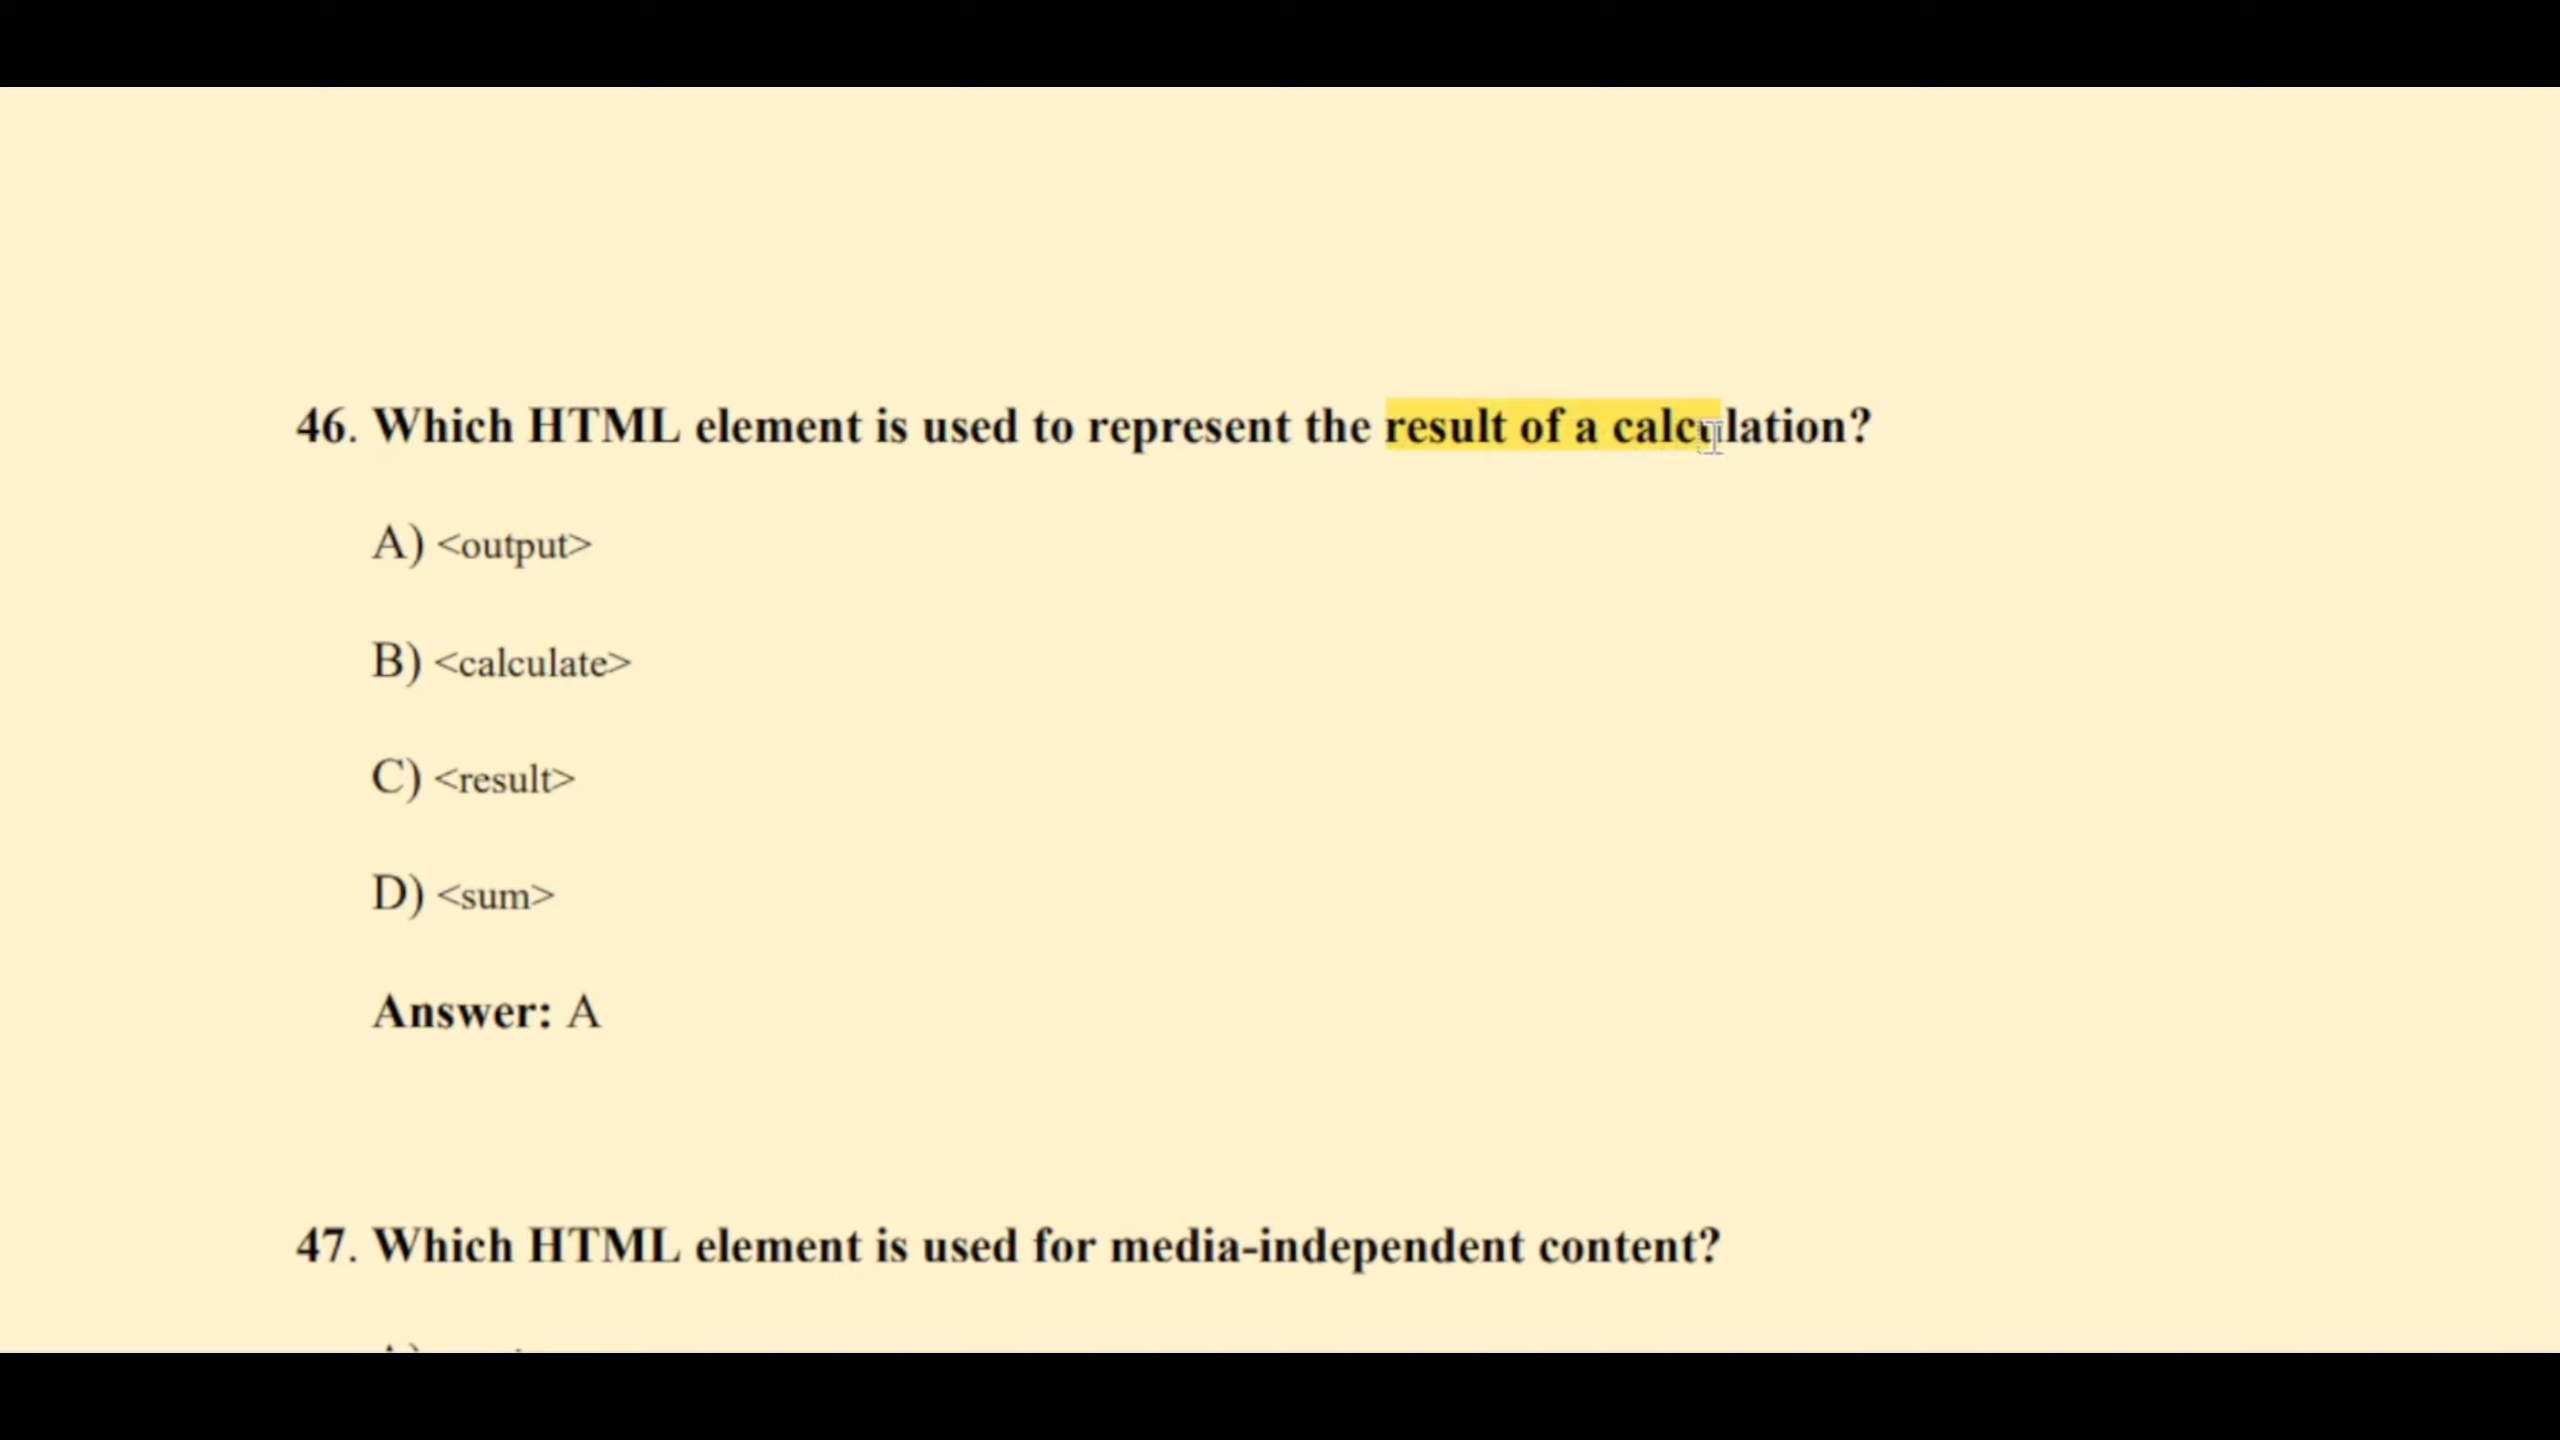 46. Which HTML element is used to represent the result of a calculation?
A) <output>
B) <calculate>
C) <result>
D) <sum>
Answer: A
47. Which HTML element is used for media-independent content?